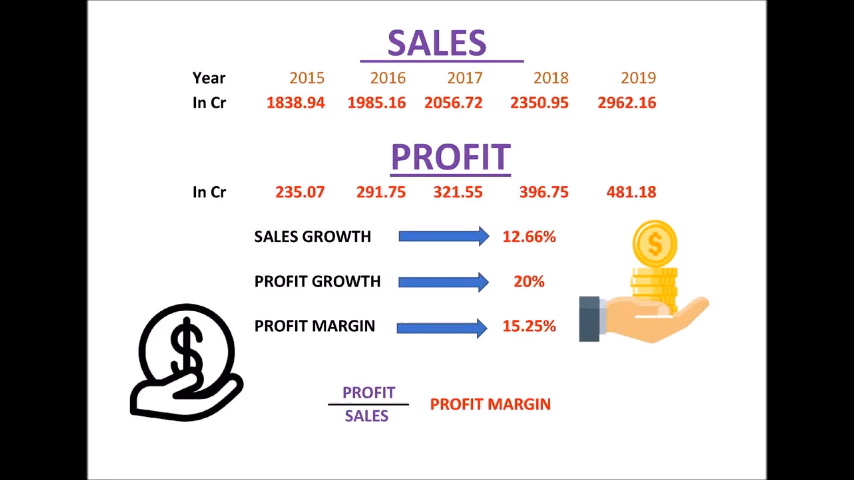 SALES
Year 2015 2016 2017 2018 2019
In Cr 1838.94 1985.16 2056.72 2350.95 2962.16
PROFIT
In Cr 235.07 291.75 321.55 396.75 481.18
SALES GROWTH 12.66%
PROFIT GROWTH 20%
PROFIT MARGIN 15.25%
PROFIT
SALES
PROFIT MARGIN
$
$